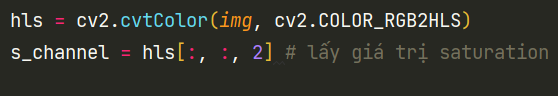 hls = cv2.cvtColor(img, cv2.COLOR_RGB2HLS)
s_channel = hls[:, :, 2] # lấy giá trị saturation